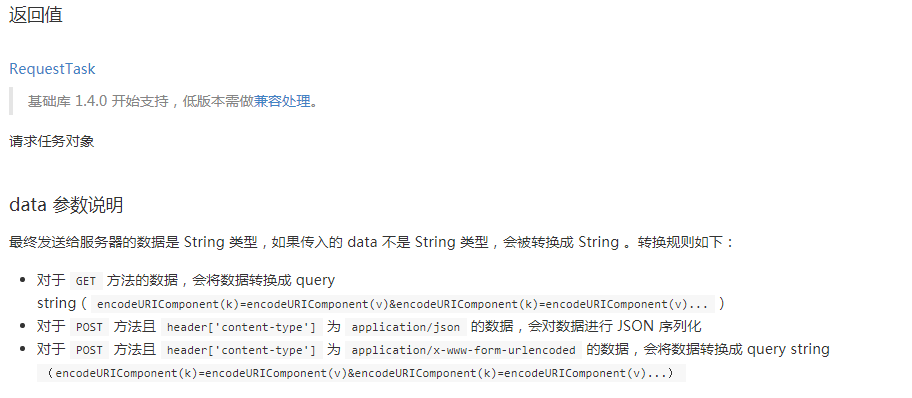 返回值
RequestTask
基础库 1.4.0 开始支持，低版本需做兼容处理。
请求任务对象
data 参数说明
最终发送给服务器的数据是 String 类型，如果传入的 data 不是 String 类型，会被转换成 String 。转换规则如下：
对于 GET 方法的数据，会将数据转换成 query
string（ encodeURIComponent(k)=encodeURIComponent(v)&encodeURIComponent(k)=encodeURIComponent(v)... ）
对于 POST 方法且 header['content-type'] 为 application/json 的数据，会对数据进行 JSON 序列化
对于 POST 方法且 header['content-type'] 为 application/x-www-form-urlencoded 的数据，会将数据转换成 query string
（encodeURIComponent(k)=encodeURIComponent(v)&encodeURIComponent(k)=encodeURIComponent(v)...）